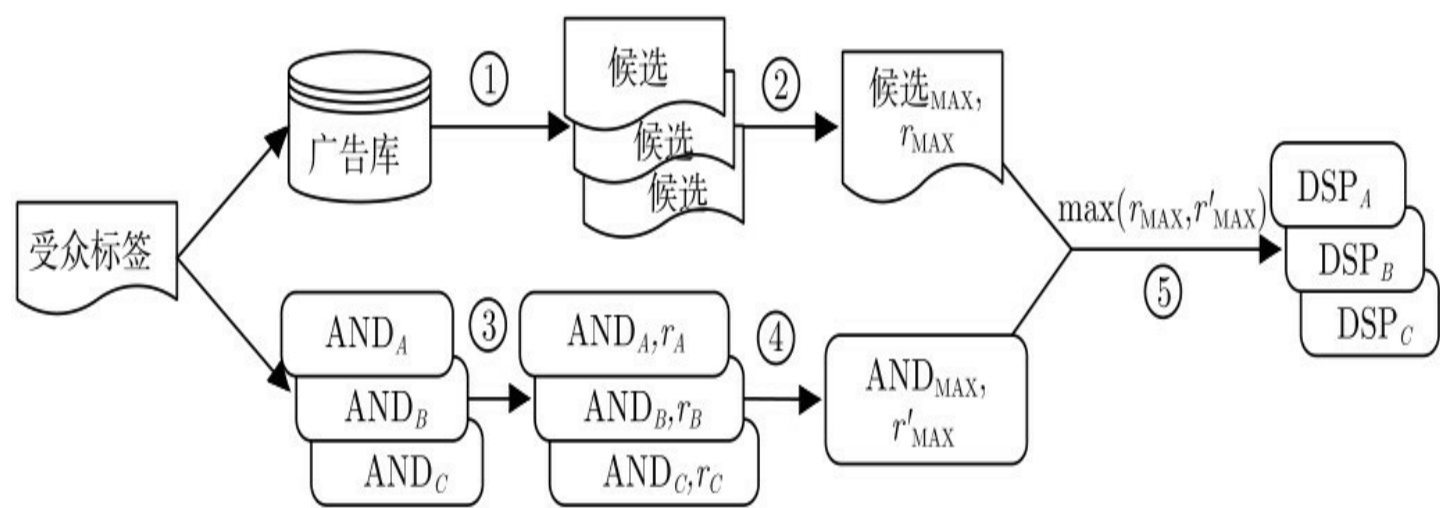 受众标签
广告库
①
候选
候选
候选
②
候选MAX,
rMAX
ANDA
ANDB
ANDC
③
ANDA,rA
ANDB,rB
ANDC,rC
④
ANDMAX,
r'MAX
max(rMAX,r'MAX)
⑤
DSPA
DSPB
DSPC